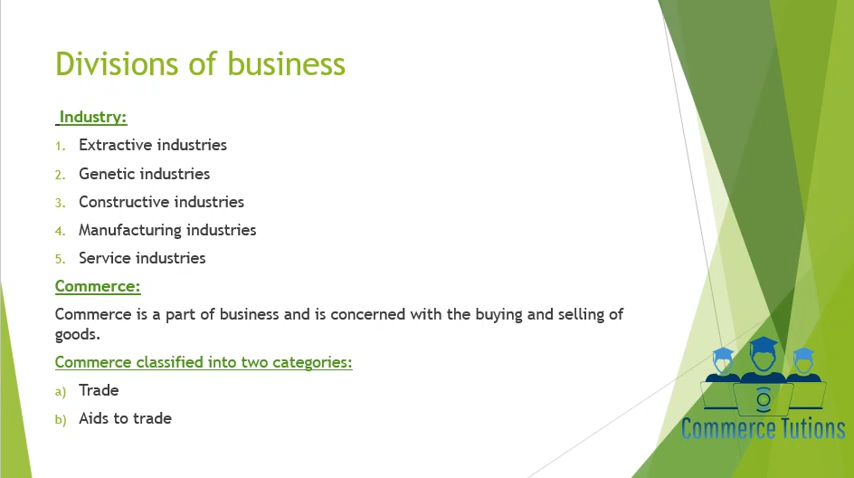 Divisions of business
Industry:
1. Extractive industries
2. Genetic industries
3. Constructive industries
4. Manufacturing industries
5. Service industries
Commerce:
Commerce is a part of business and is concerned with the buying and selling of
goods.
Commerce classified into two categories:
a) Trade
b) Aids to trade
Commerce Tutions